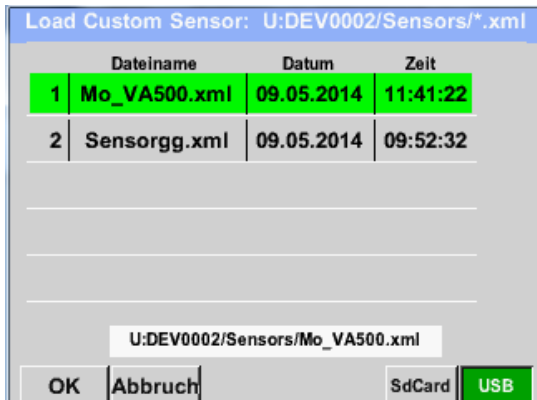 Load Custom Sensor: U:DEV0002/Sensors/*.xml
Dateiname Datum Zeit
1 Mo_VA500.xml 09.05.2014 11:41:22
2 Sensorgg.xml 09.05.2014 09:52:32
U:DEV0002/Sensors/Mo_VA500.xml
OK Abbruch SdCard USB